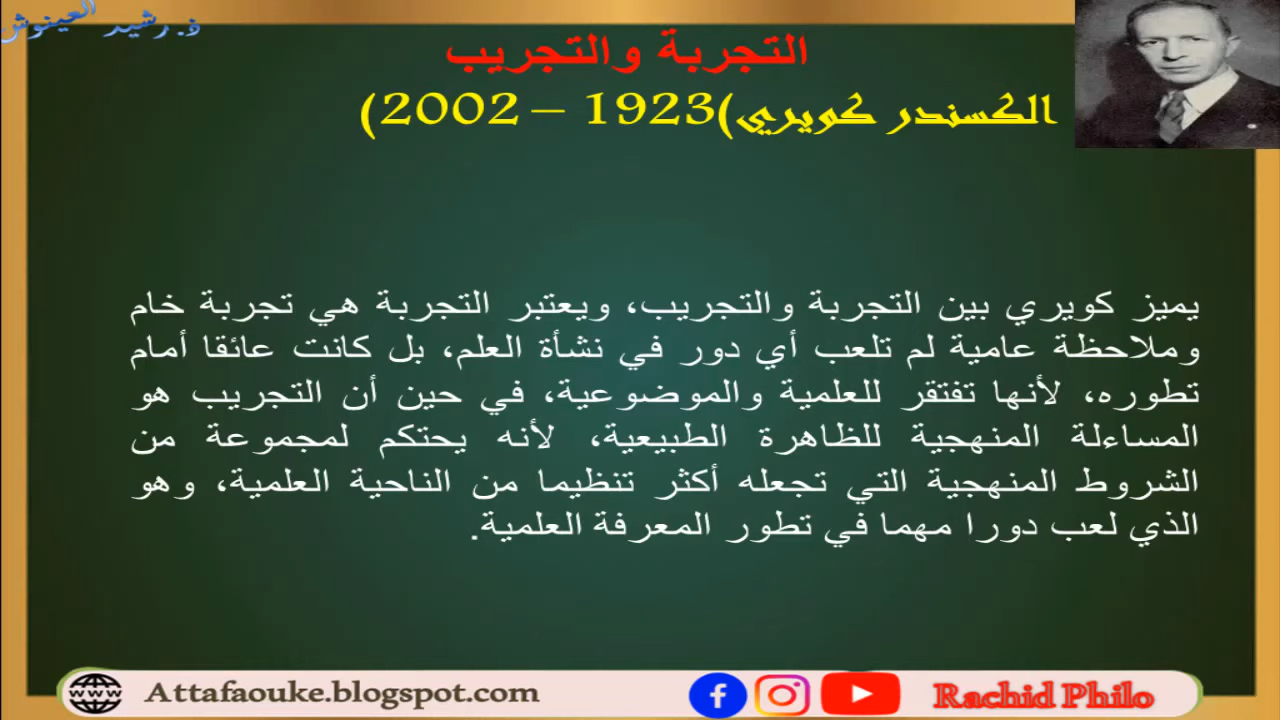 ذ. رشيد العينوش
التجربة والتجريب
الكسندر كويري(1923 – 2002)
يميز كويري بين التجربة والتجريب، ويعتبر التجربة هي تجربة خام
وملاحظة عامية لم تلعب أي دور في نشأة العلم، بل كانت عائقا أمام
تطوره، لأنها تفتقر للعلمية والموضوعية، في حين أن التجريب هو
المساءلة المنهجية للظاهرة الطبيعية، لأنه يحتكم لمجموعة من
الشروط المنهجية التي تجعله أكثر تنظيما من الناحية العلمية، وهو
الذي لعب دورا مهما في تطور المعرفة العلمية.
www Attafaouke.blogspot.com
Rachid Philo